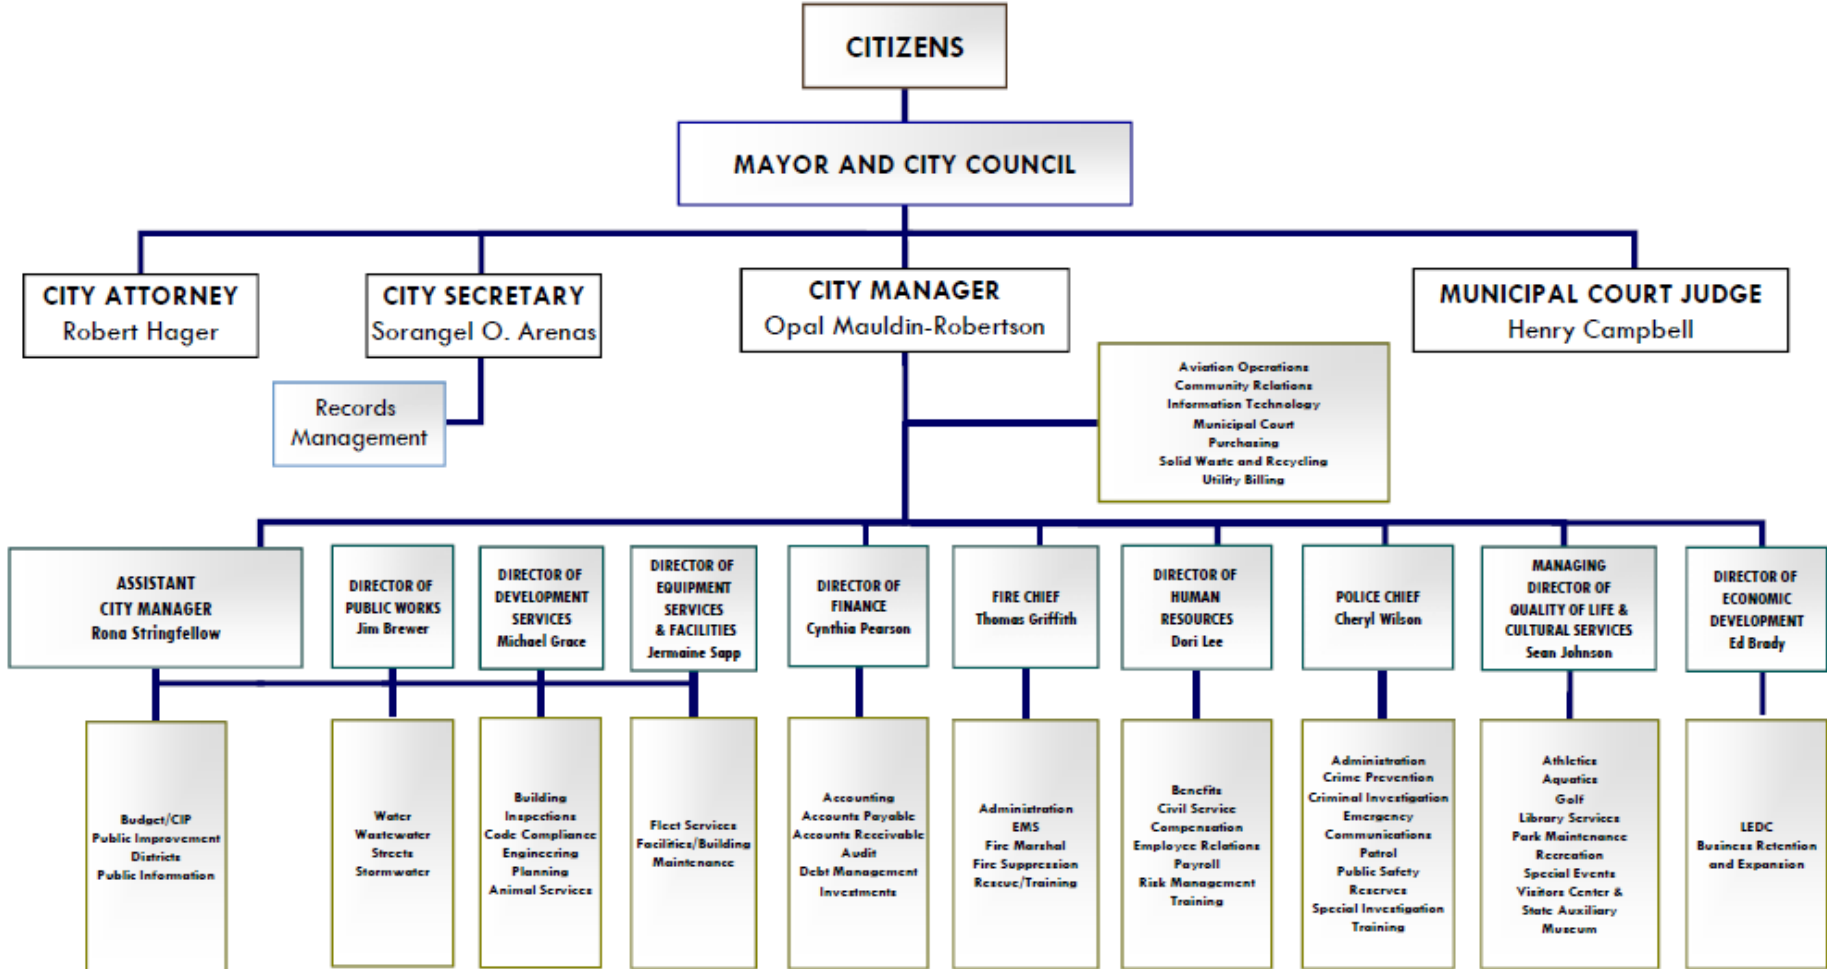 CITIZENS
MAYOR AND CITY COUNCIL
CITY ATTORNEY
Robert Hager
CITY SECRETARY
Sorangel O. Arenas
CITY MANAGER
Opal Mauldin-Robertson
MUNICIPAL COURT JUDGE
Henry Campbell
Records
Management
Aviation Operations
Community Relations
Information Technology
Municipal Court
Purchasing
Solid Waste and Recycling
Utility Billing
ASSISTANT
CITY MANAGER
Rona Stringfellow
DIRECTOR OF
PUBLIC WORKS
Jim Brewer
DIRECTOR OF
DEVELOPMENT
SERVICES
Michael Grace
DIRECTOR OF
EQUIPMENT
SERVICES
& FACILITIES
Jermaine Sapp
DIRECTOR OF
FINANCE
Cynthia Pearson
FIRE CHIEF
Thomas Griffith
DIRECTOR OF
HUMAN
RESOURCES
Dori Lee
POLICE CHIEF
Cheryl Wilson
MANAGING
DIRECTOR OF
QUALITY OF LIFE &
CULTURAL SERVICES
Sean Johnson
DIRECTOR OF
ECONOMIC
DEVELOPMENT
Ed Brady
Budget/CIP
Public Improvement
Districts
Public Information
Water
Wastewater
Streets
Stormwater
Building
Inspections
Code Compliance
Engineering
Planning
Animal Services
Fleet Services
Facilities/Building
Maintenance
Accounting
Accounts Payable
Accounts Receivable
Audit
Debt Management
Investments
Administration
EMS
Fire Marshal
Fire Suppression
Rescue/Training
Benefits
Civil Service
Compensation
Employee Relations
Payroll
Risk Management
Training
Administration
Crime Prevention
Criminal Investigation
Emergency
Communications
Patrol
Public Safety
Reserves
Special Investigation
Training
Athletics
Aquatics
Golf
Library Services
Park Maintenance
Recreation
Special Events
Visitors Center &
State Auxiliary
Museum
LEDC
Business Retention
and Expansion